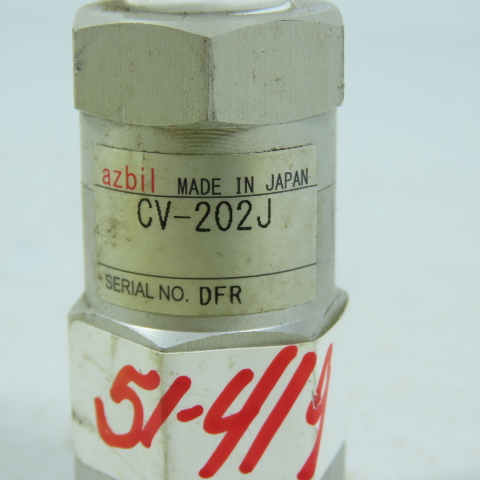 azbil MADE IN JAPAN
CV-202J
SERIAL NO. DFR
51-419